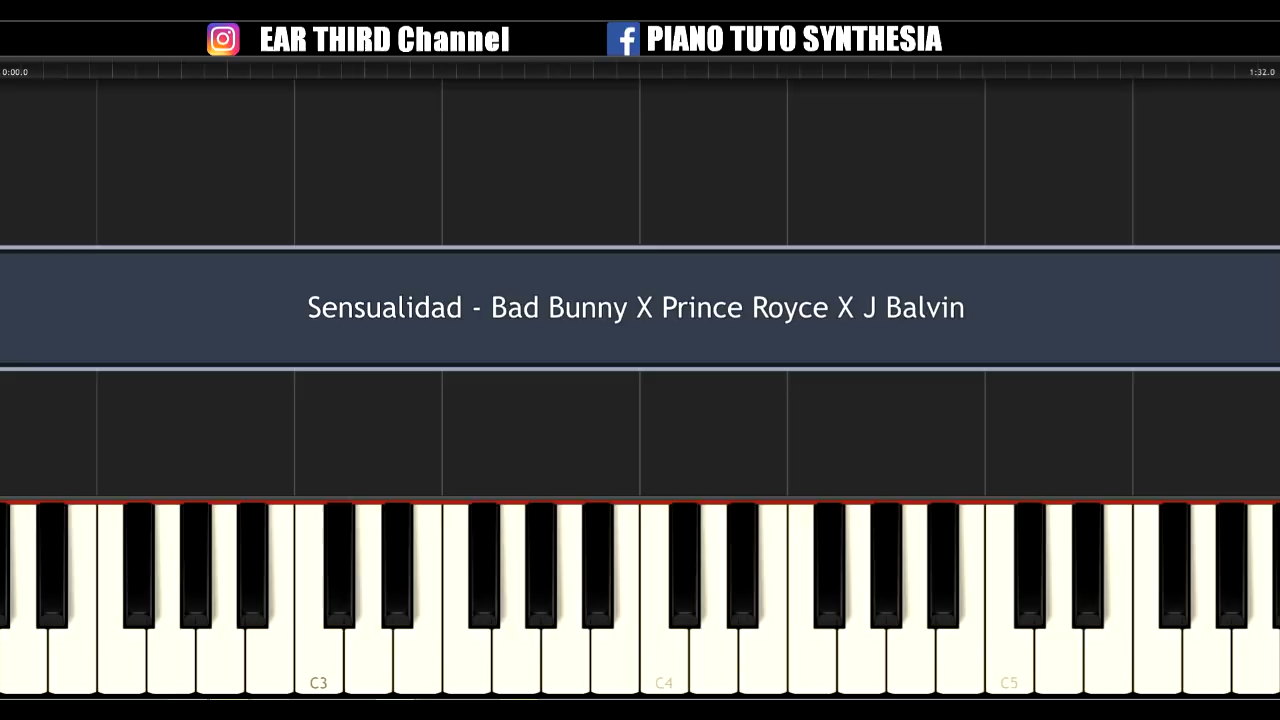 EAR THIRD Channel
PIANO TUTO SYNTHESIA
0:00.0
1:32.0
Sensualidad - Bad Bunny X Prince Royce X J Balvin
C3
C4
C5